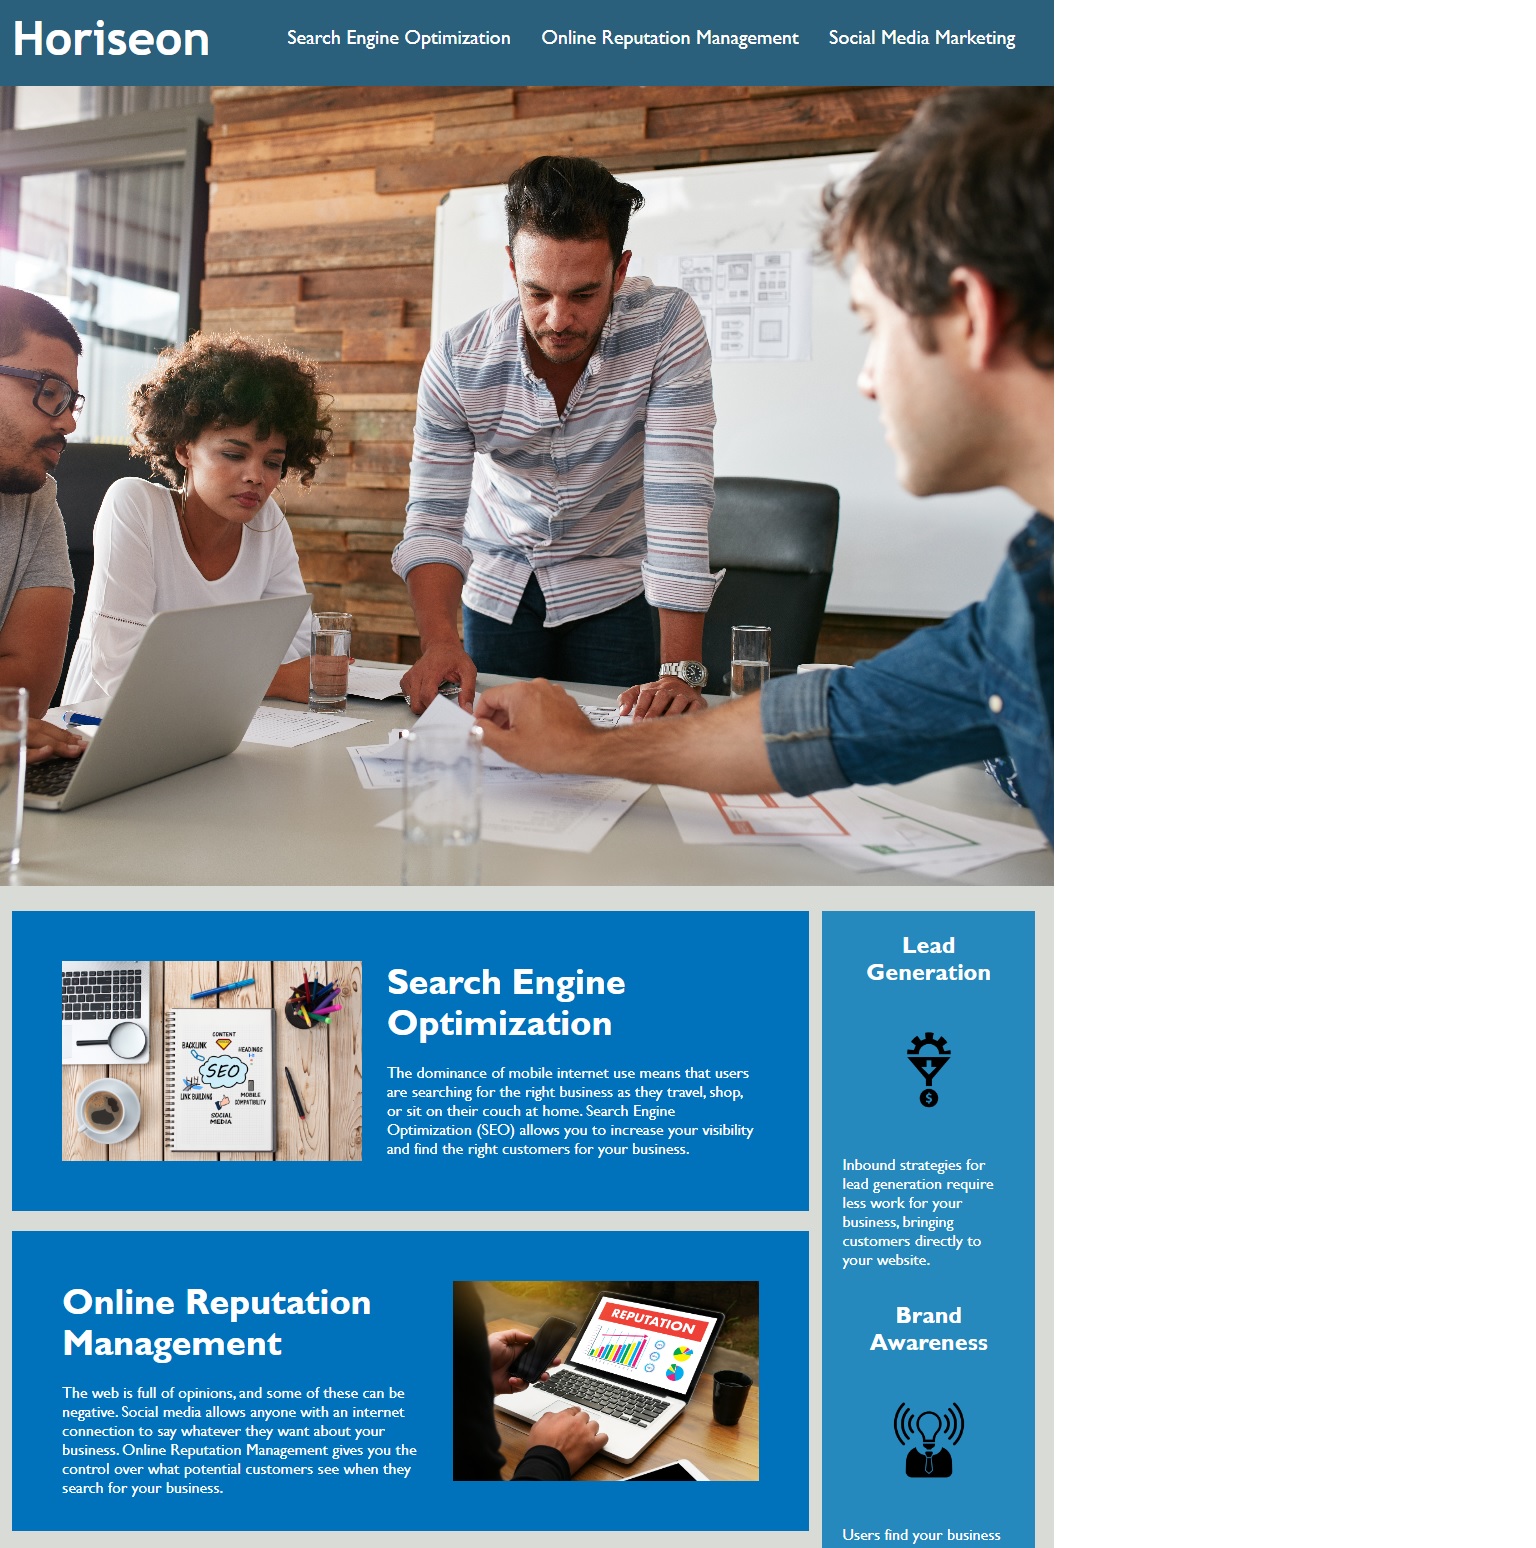 Horiseon
Search Engine Optimization
Online Reputation Management
Social Media Marketing
Search Engine
Optimization
The dominance of mobile internet use means that users
are searching for the right business as they travel, shop,
or sit on their couch at home. Search Engine
Optimization (SEO) allows you to increase your visibility
and find the right customers for your business.
CONTENT
BACKLINK
HEADINGS
SEO
LINK BUILDING
MOBILE
COMPATIBILITY
SOCIAL
MEDIA
Online Reputation
Management
The web is full of opinions, and some of these can be
negative. Social media allows anyone with an internet
connection to say whatever they want about your
business. Online Reputation Management gives you the
control over what potential customers see when they
search for your business.
REPUTATION
Lead
Generation
$
Inbound strategies for
lead generation require
less work for your
business, bringing
customers directly to
your website.
Brand
Awareness
Users find your business